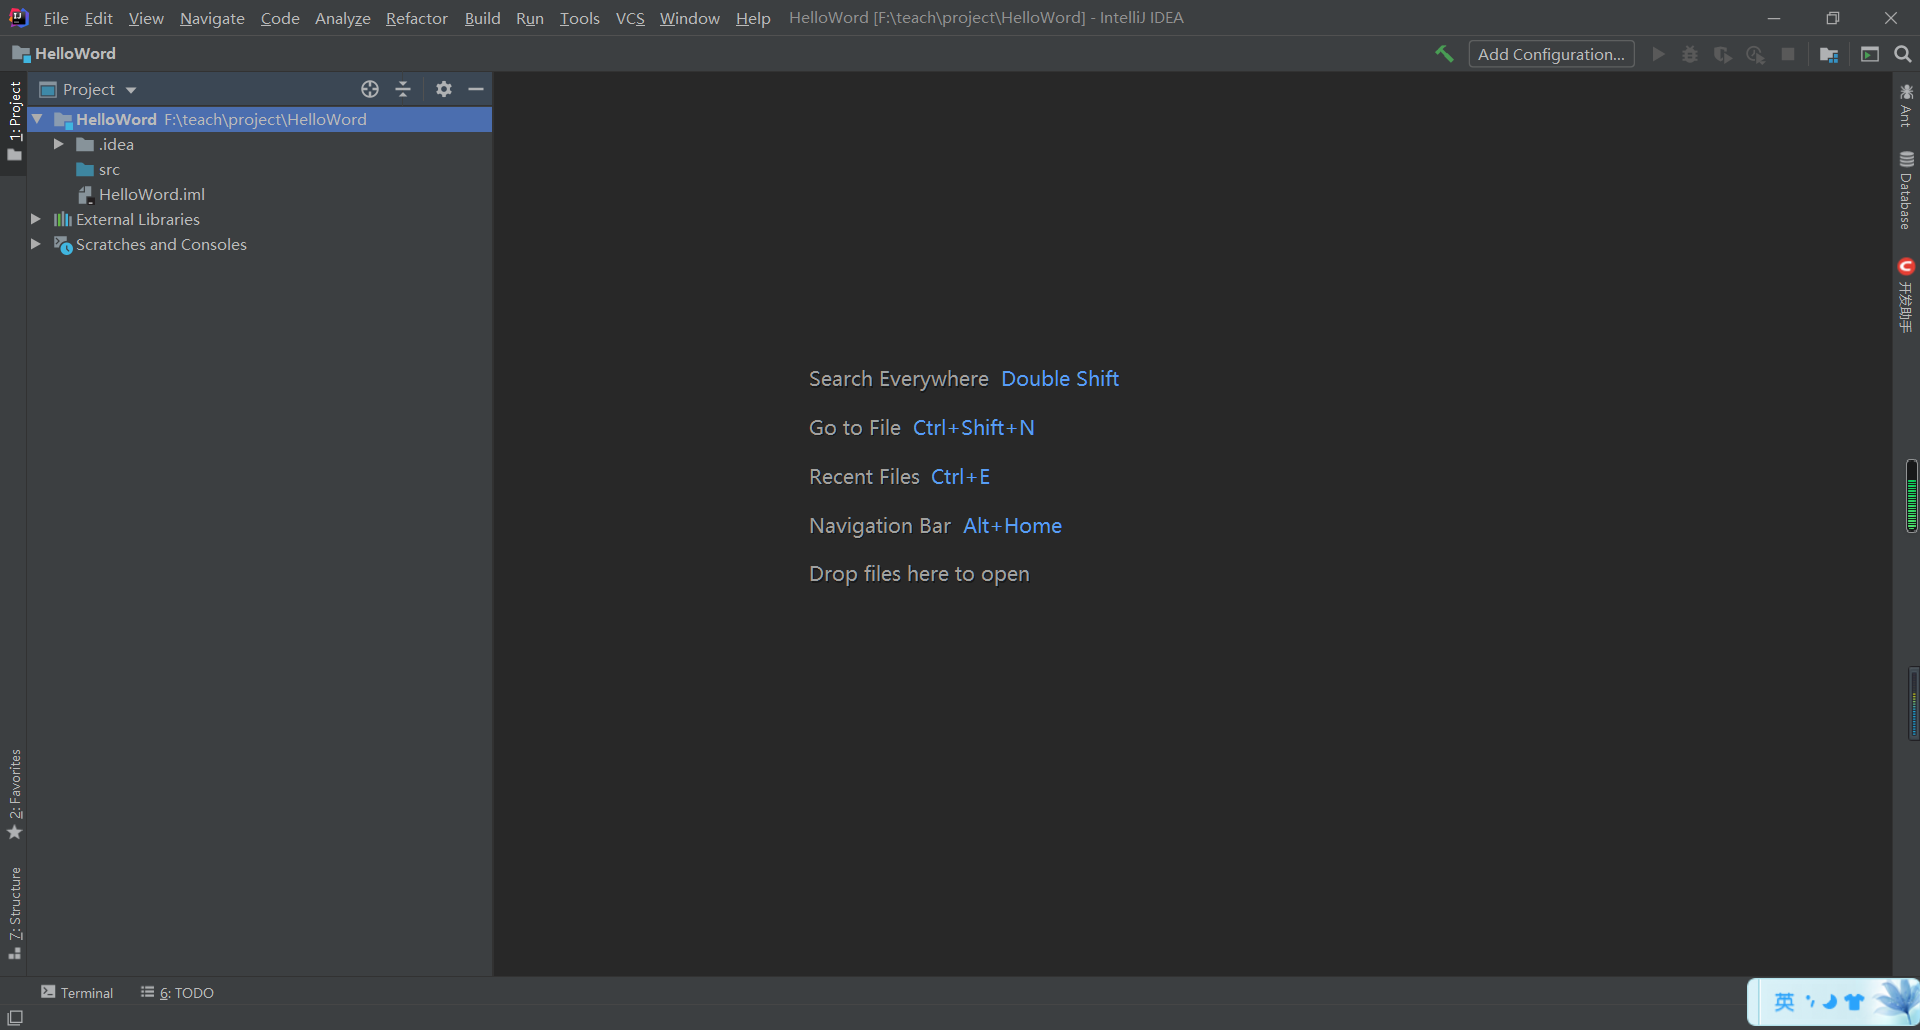 File Edit View Navigate Code Analyze Refactor Build Run Tools VCS Window Help HelloWord [F:\teach\project\HelloWord] - IntelliJ IDEA
HelloWord
Add Configuration...
1: Project
Project
HelloWord F:\teach\project\HelloWord
.idea
src
HelloWord.iml
External Libraries
Scratches and Consoles
Search Everywhere Double Shift
Go to File Ctrl+Shift+N
Recent Files Ctrl+E
Navigation Bar Alt+Home
Drop files here to open
Ant
Database
开发助手
2: Favorites
7: Structure
Terminal
6: TODO
英